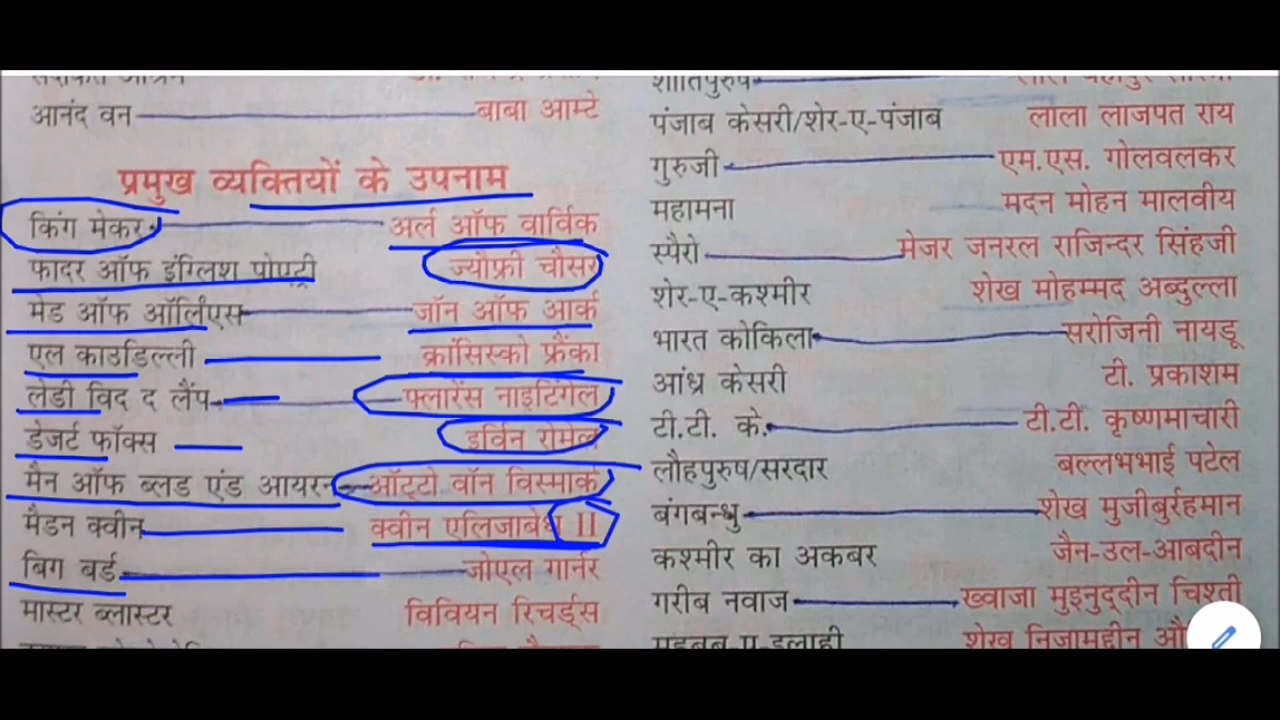 आनंद वन बाबा आम्टे
प्रमुख व्यक्तियों के उपनाम
किंग मेकर अर्ल ऑफ वार्विक
फादर ऑफ इंग्लिश पोएट्री ज्यौफ्री चौसर
मेड ऑफ ऑर्लिंएस जॉन ऑफ आर्क
एल काउडिल्ली क्रांसिस्को फ्रैंका
लेडी विद द लैंप फ्लारेंस नाइटिंगेल
डेजर्ट फॉक्स इर्विन रोमेल
मैन ऑफ ब्लड एंड आयरन ऑट्टो वॉन विस्मार्क
मैडन क्वीन क्वीन एलिजाबेथ II
बिग बर्ड जोएल गार्नर
मास्टर ब्लास्टर विवियन रिचर्ड्स
शांतिपुरुष
पंजाब केसरी/शेर-ए-पंजाब लाला लाजपत राय
गुरुजी एम.एस. गोलवलकर
महामना मदन मोहन मालवीय
स्पैरो मेजर जनरल राजिन्दर सिंहजी
शेर-ए-कश्मीर शेख मोहम्मद अब्दुल्ला
भारत कोकिला सरोजिनी नायडू
आंध्र केसरी टी. प्रकाशम
टी.टी. के. टी.टी. कृष्णमाचारी
लौहपुरुष/सरदार बल्लभभाई पटेल
बंगबन्धु शेख मुजीबुर्रहमान
कश्मीर का अकबर जैन-उल-आबदीन
गरीब नवाज ख्वाजा मुइनुद्दीन चिश्ती
शेख निजामुद्दीन